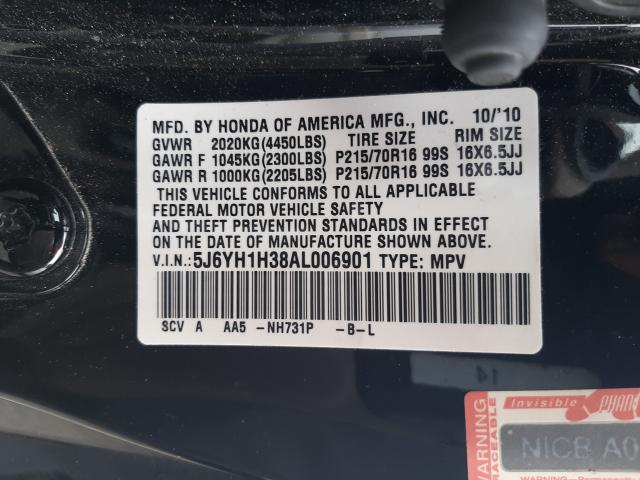 MFD. BY HONDA OF AMERICA MFG., INC. 10/'10
GVWR 2020KG(4450LBS) TIRE SIZE RIM SIZE
GAWR F 1045KG(2300LBS) P215/70R16 99S 16X6.5JJ
GAWR R 1000KG(2205LBS) P215/70R16 99S 16X6.5JJ
THIS VEHICLE CONFORMS TO ALL APPLICABLE
FEDERAL MOTOR VEHICLE SAFETY
AND THEFT PREVENTION STANDARDS IN EFFECT
ON THE DATE OF MANUFACTURE SHOWN ABOVE.
V.I.N.:5J6YH1H38AL006901 TYPE: MPV
SCV A AA5 -NH731P -B-L
14
WARNING
TRACEABLE
Invisible
NICB A0
WARNING